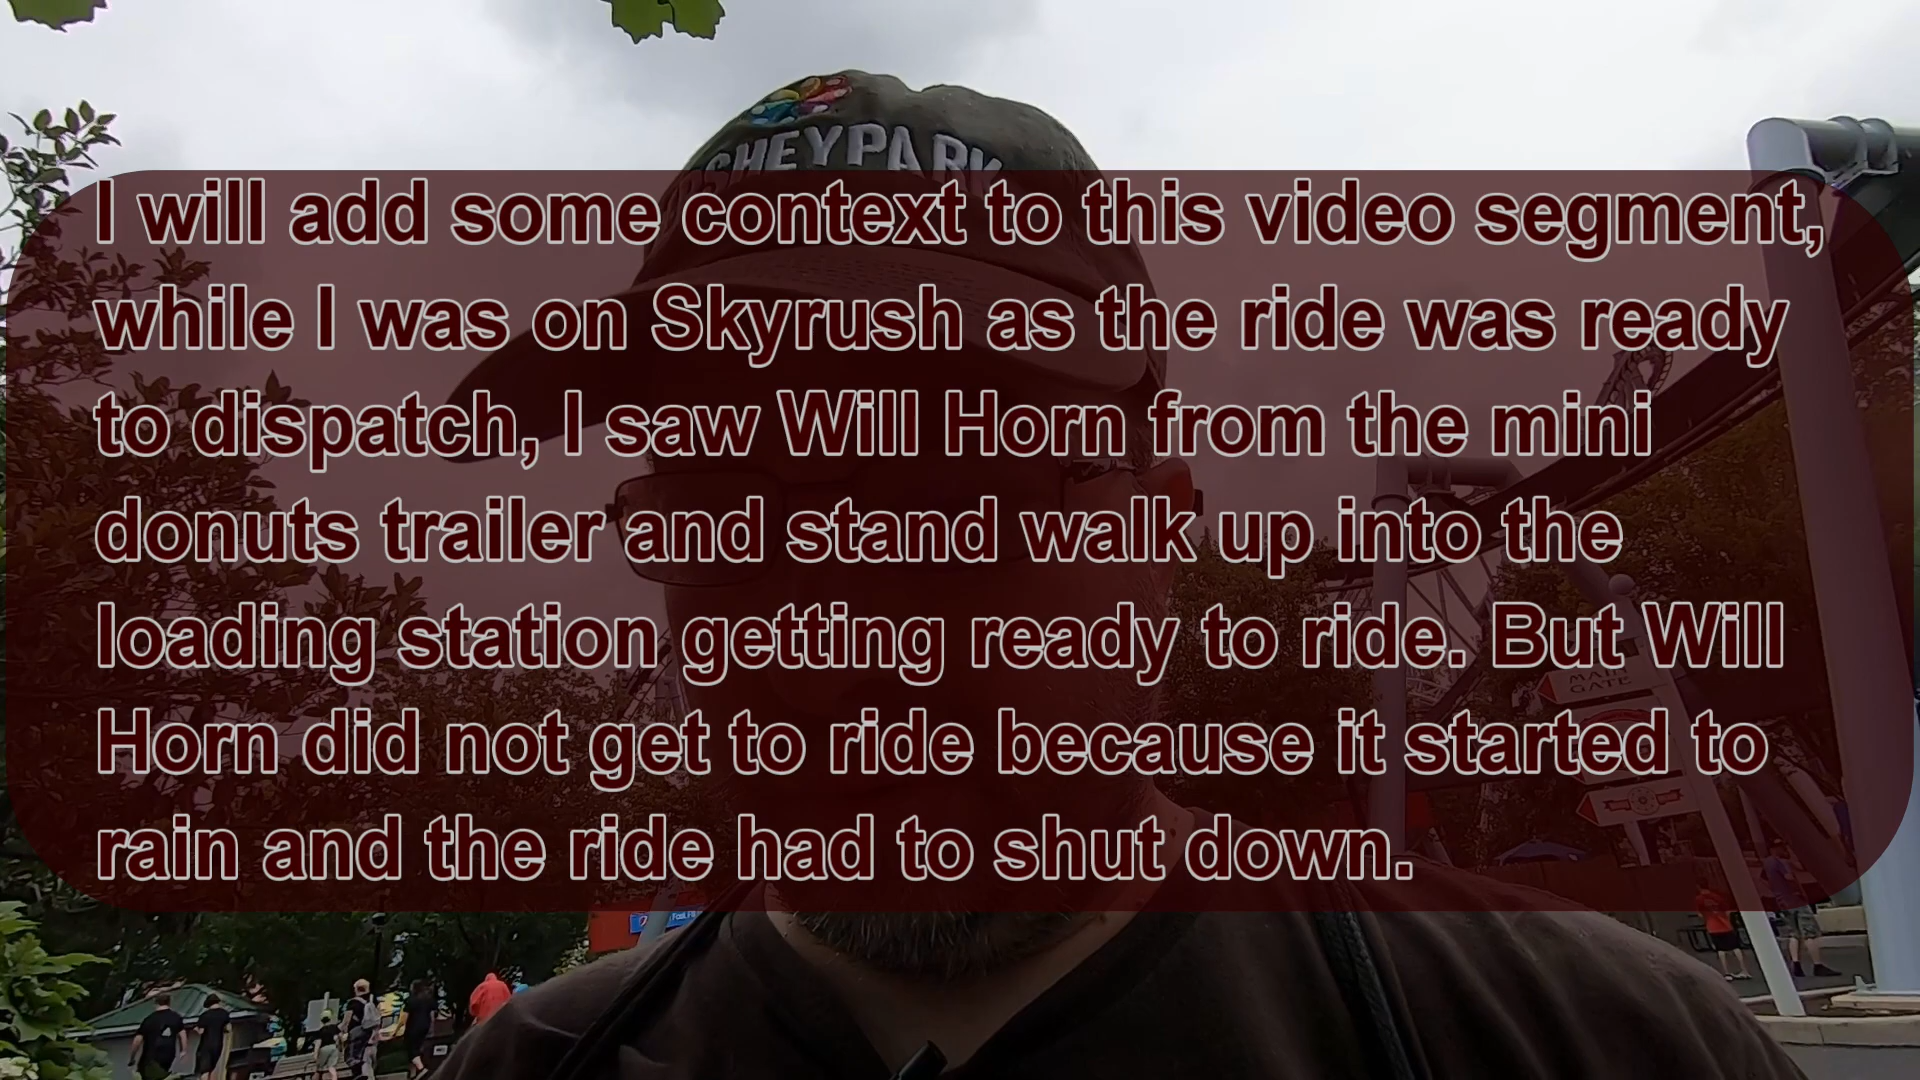 SHEYPARK
I will add some context to this video segment,
while I was on Skyrush as the ride was ready
to dispatch, I saw Will Horn from the mini
donuts trailer and stand walk up into the
loading station getting ready to ride. But Will
Horn did not get to ride because it started to
rain and the ride had to shut down.
MAIN
GATE